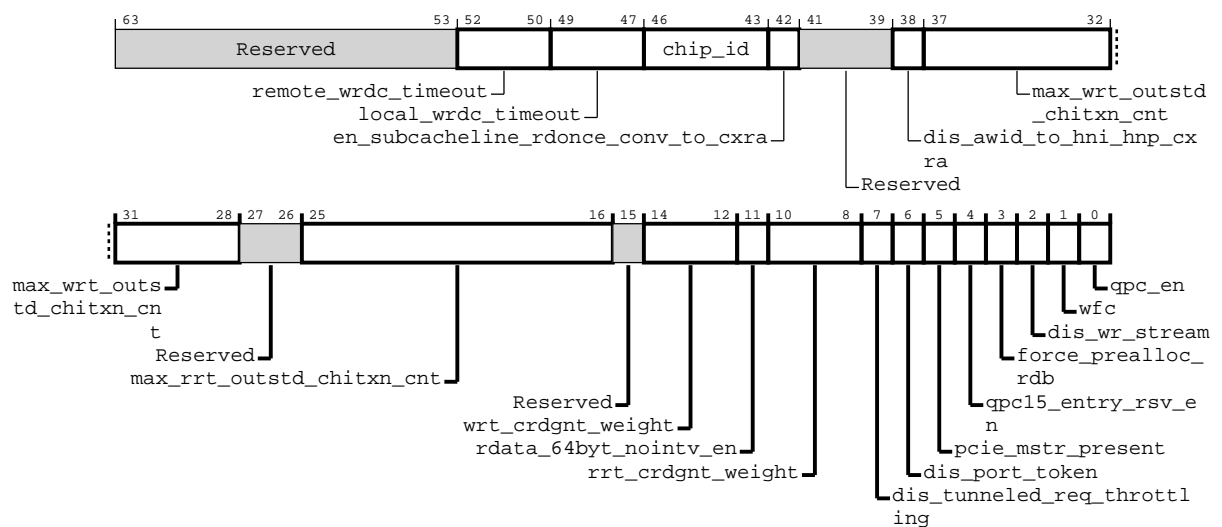 63 53 52 50 49 47 46 43 42 41 39 38 37 32
Reserved chip_id
remote_wrdc_timeout
local_wrdc_timeout
en_subcacheline_rdonce_conv_to_cxra
max_wrt_outstd
_chitxn_cnt
dis_awid_to_hni_hnp_cx
ra
Reserved
31 28 27 26 25 16 15 14 12 11 10 8 7 6 5 4 3 2 1 0
max_wrt_outs
td_chitxn_cn
t
Reserved
max_rrt_outstd_chitxn_cnt
Reserved
wrt_crdgnt_weight
rdata_64byt_nointv_en
rrt_crdgnt_weight
qpc_en
wfc
dis_wr_stream
force_prealloc_
rdb
qpc15_entry_rsv_e
n
pcie_mstr_present
dis_port_token
dis_tunneled_req_throttl
ing